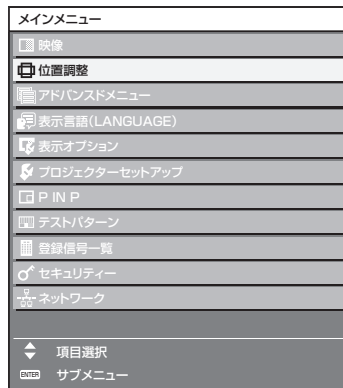 メインメニュー
映像
位置調整
アドバンスドメニュー
表示言語(LANGUAGE)
表示オプション
プロジェクターセットアップ
P IN P
テストパターン
登録信号一覧
セキュリティー
ネットワーク
項目選択
ENTER サブメニュー